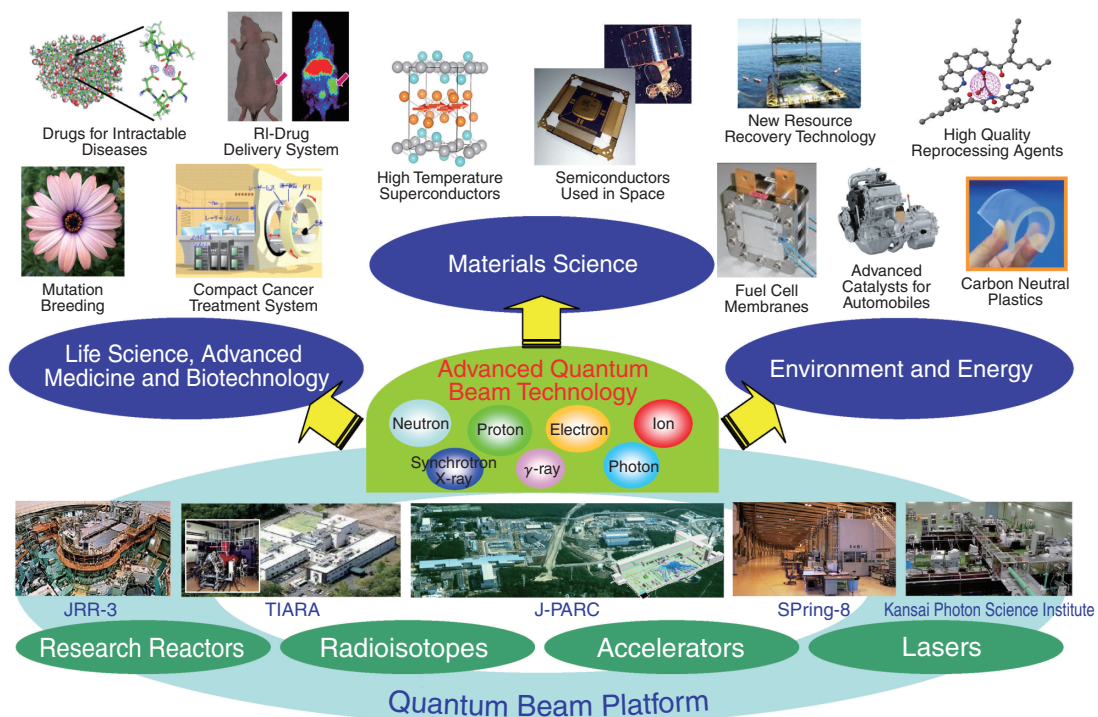 Drugs for Intractable
Diseases
RI-Drug
Delivery System
High Temperature
Superconductors
Semiconductors
Used in Space
New Resource
Recovery Technology
High Quality
Reprocessing Agents
Mutation
Breeding
Compact Cancer
Treatment System
Fuel Cell
Membranes
Advanced
Catalysts for
Automobiles
Carbon Neutral
Plastics
Materials Science
Life Science, Advanced
Medicine and Biotechnology
Environment and Energy
Advanced Quantum
Beam Technology
Neutron
Proton
Electron
Ion
Synchrotron
X-ray
γ-ray
Photon
JRR-3
TIARA
J-PARC
SPring-8
Kansai Photon Science Institute
Research Reactors
Radioisotopes
Accelerators
Lasers
Quantum Beam Platform